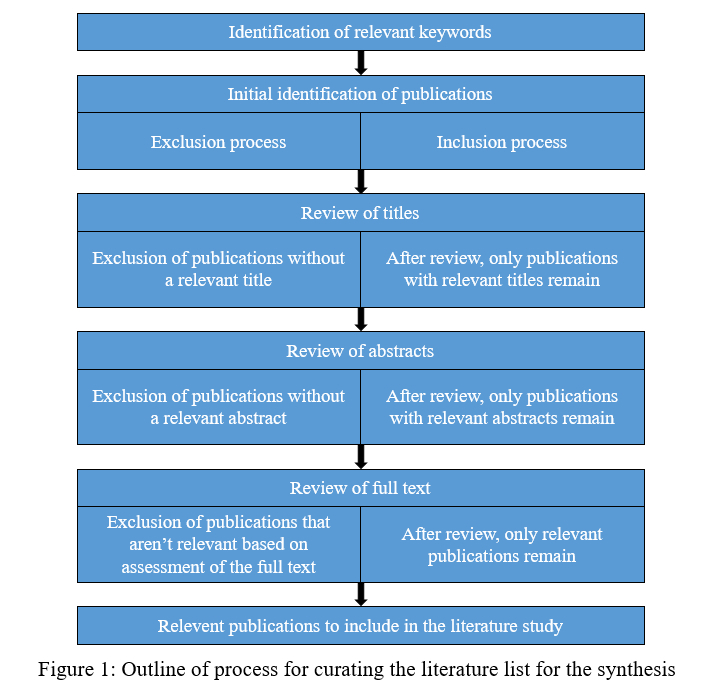 Identification of relevant keywords
Initial identification of publications
Exclusion process
Inclusion process
Review of titles
Exclusion of publications without
a relevant title
After review, only publications
with relevant titles remain
Review of abstracts
Exclusion of publications without
a relevant abstract
After review, only publications
with relevant abstracts remain
Review of full text
Exclusion of publications that
aren’t relevant based on
assessment of the full text
After review, only relevant
publications remain
Relevent publications to include in the literature study
Figure 1: Outline of process for curating the literature list for the synthesis